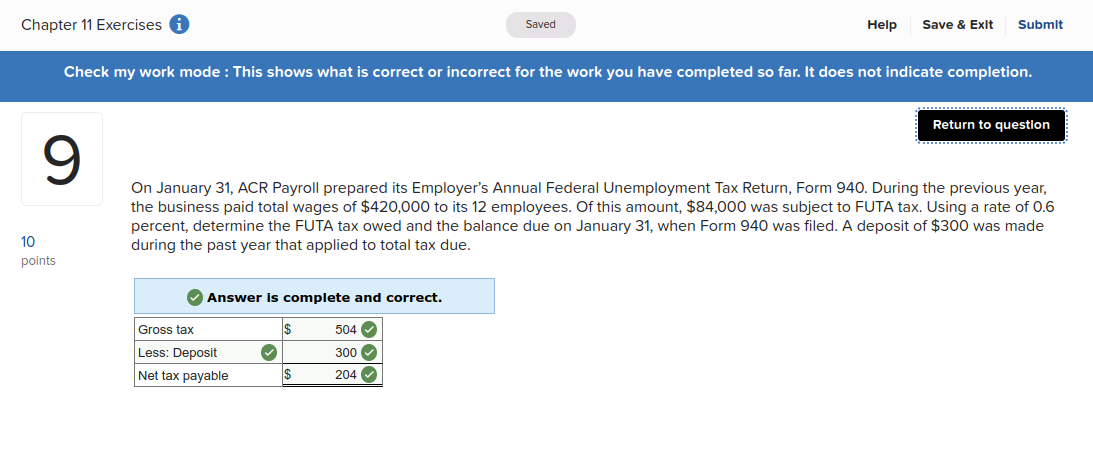 Chapter 11 Exercises i
Saved
Help Save & Exit Submit
Check my work mode : This shows what is correct or incorrect for the work you have completed so far. It does not indicate completion.
Return to question
9
10
points
On January 31, ACR Payroll prepared its Employer's Annual Federal Unemployment Tax Return, Form 940. During the previous year,
the business paid total wages of $420,000 to its 12 employees. Of this amount, $84,000 was subject to FUTA tax. Using a rate of 0.6
percent, determine the FUTA tax owed and the balance due on January 31, when Form 940 was filed. A deposit of $300 was made
during the past year that applied to total tax due.
Answer is complete and correct.
Gross tax $ 504
Less: Deposit 300
Net tax payable $ 204